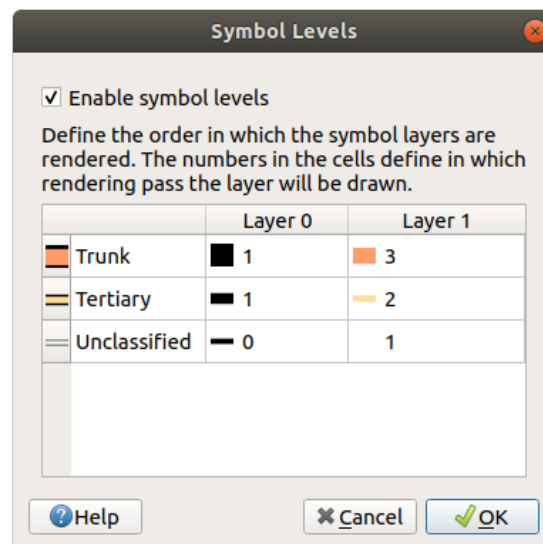 Symbol Levels
Enable symbol levels
Define the order in which the symbol layers are
rendered. The numbers in the cells define in which
rendering pass the layer will be drawn.
Layer 0 Layer 1
Trunk 1 3
Tertiary 1 2
Unclassified 0 1
Help Cancel OK